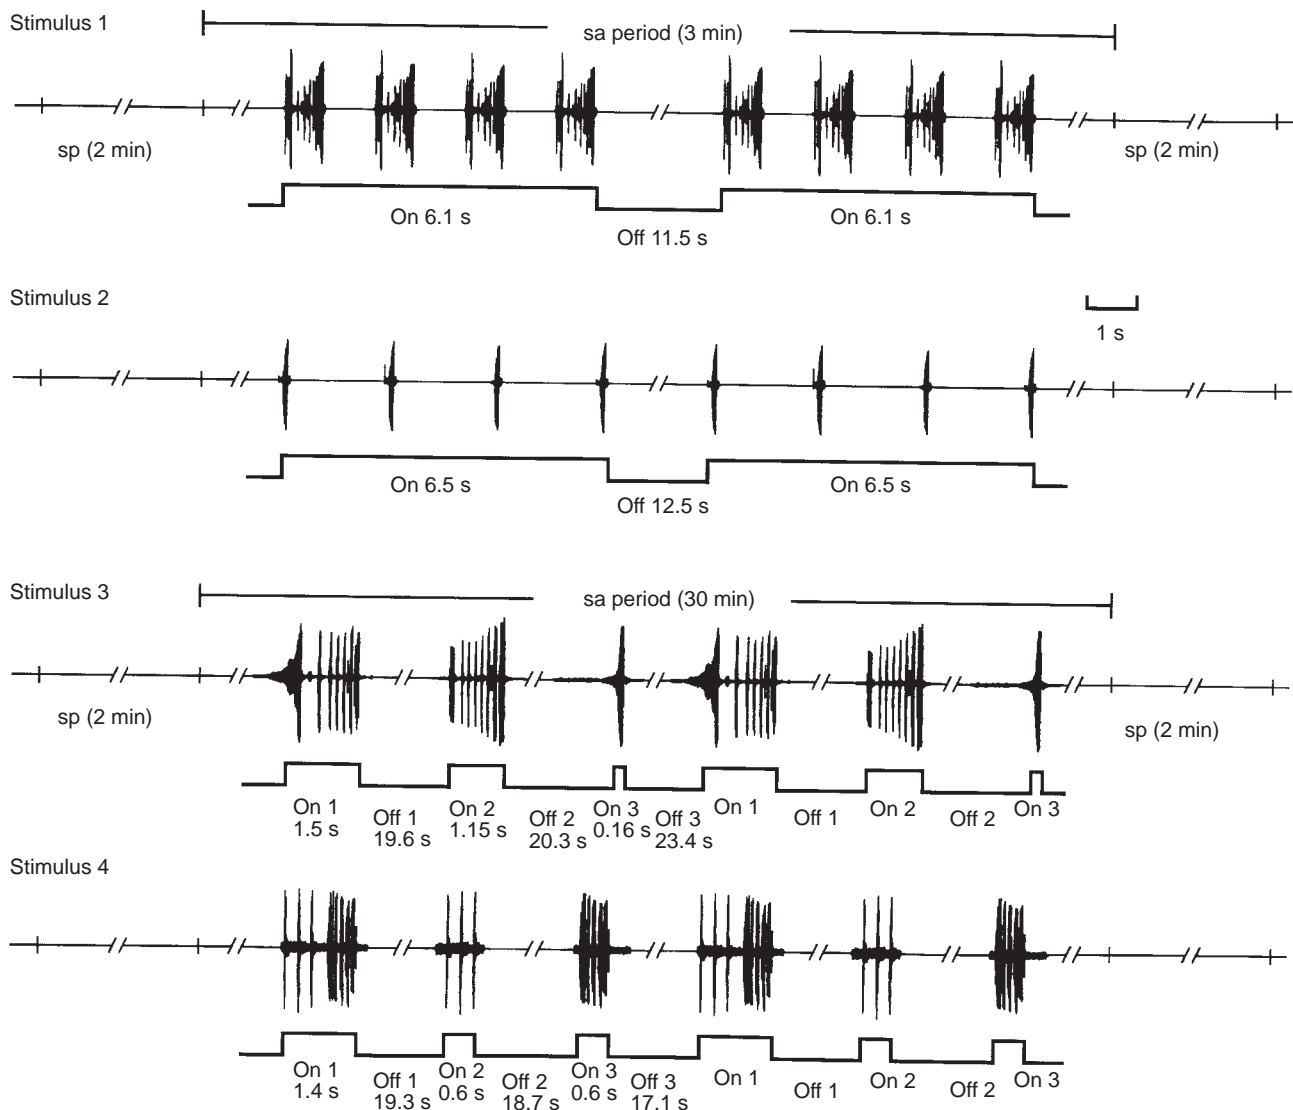 Stimulus 1
sa period (3 min)
sp (2 min)
sp (2 min)
On 6.1 s
Off 11.5 s
On 6.1 s
Stimulus 2
1 s
On 6.5 s
Off 12.5 s
On 6.5 s
Stimulus 3
sa period (30 min)
sp (2 min)
sp (2 min)
On 1
1.5 s
Off 1
19.6 s
On 2
1.15 s
Off 2
20.3 s
On 3
0.16 s
Off 3
23.4 s
On 1
Off 1
On 2
Off 2
On 3
Stimulus 4
On 1
1.4 s
Off 1
19.3 s
On 2
0.6 s
Off 2
18.7 s
On 3
0.6 s
Off 3
17.1 s
On 1
Off 1
On 2
Off 2
On 3